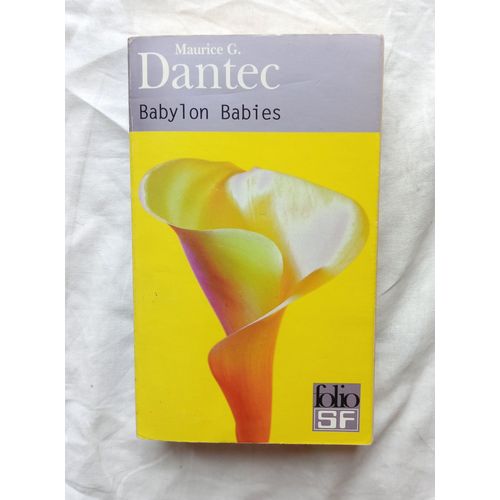 Maurice G.
Dantec
Babylon Babies
folio
SF